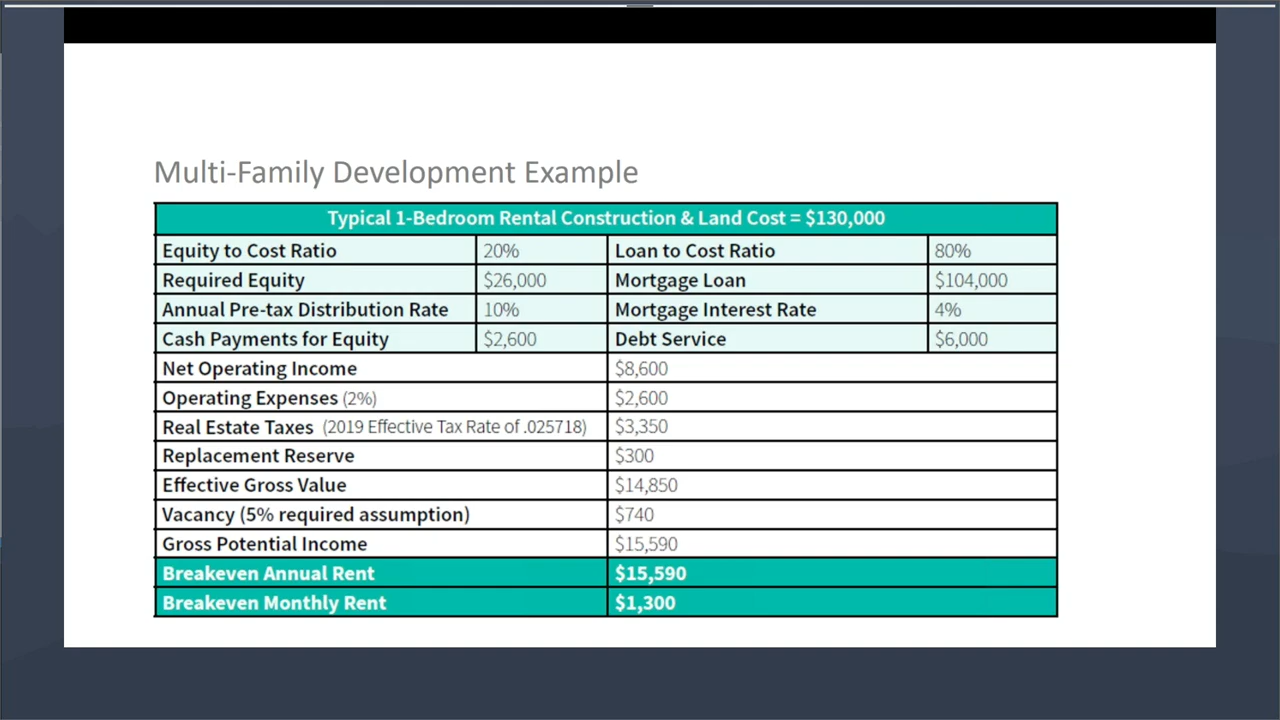 Multi-Family Development Example
Typical 1-Bedroom Rental Construction & Land Cost = $130,000
Equity to Cost Ratio 20% Loan to Cost Ratio 80%
Required Equity $26,000 Mortgage Loan $104,000
Annual Pre-tax Distribution Rate 10% Mortgage Interest Rate 4%
Cash Payments for Equity $2,600 Debt Service $6,000
Net Operating Income $8,600
Operating Expenses (2%) $2,600
Real Estate Taxes (2019 Effective Tax Rate of .025718) $3,350
Replacement Reserve $300
Effective Gross Value $14,850
Vacancy (5% required assumption) $740
Gross Potential Income $15,590
Breakeven Annual Rent $15,590
Breakeven Monthly Rent $1,300